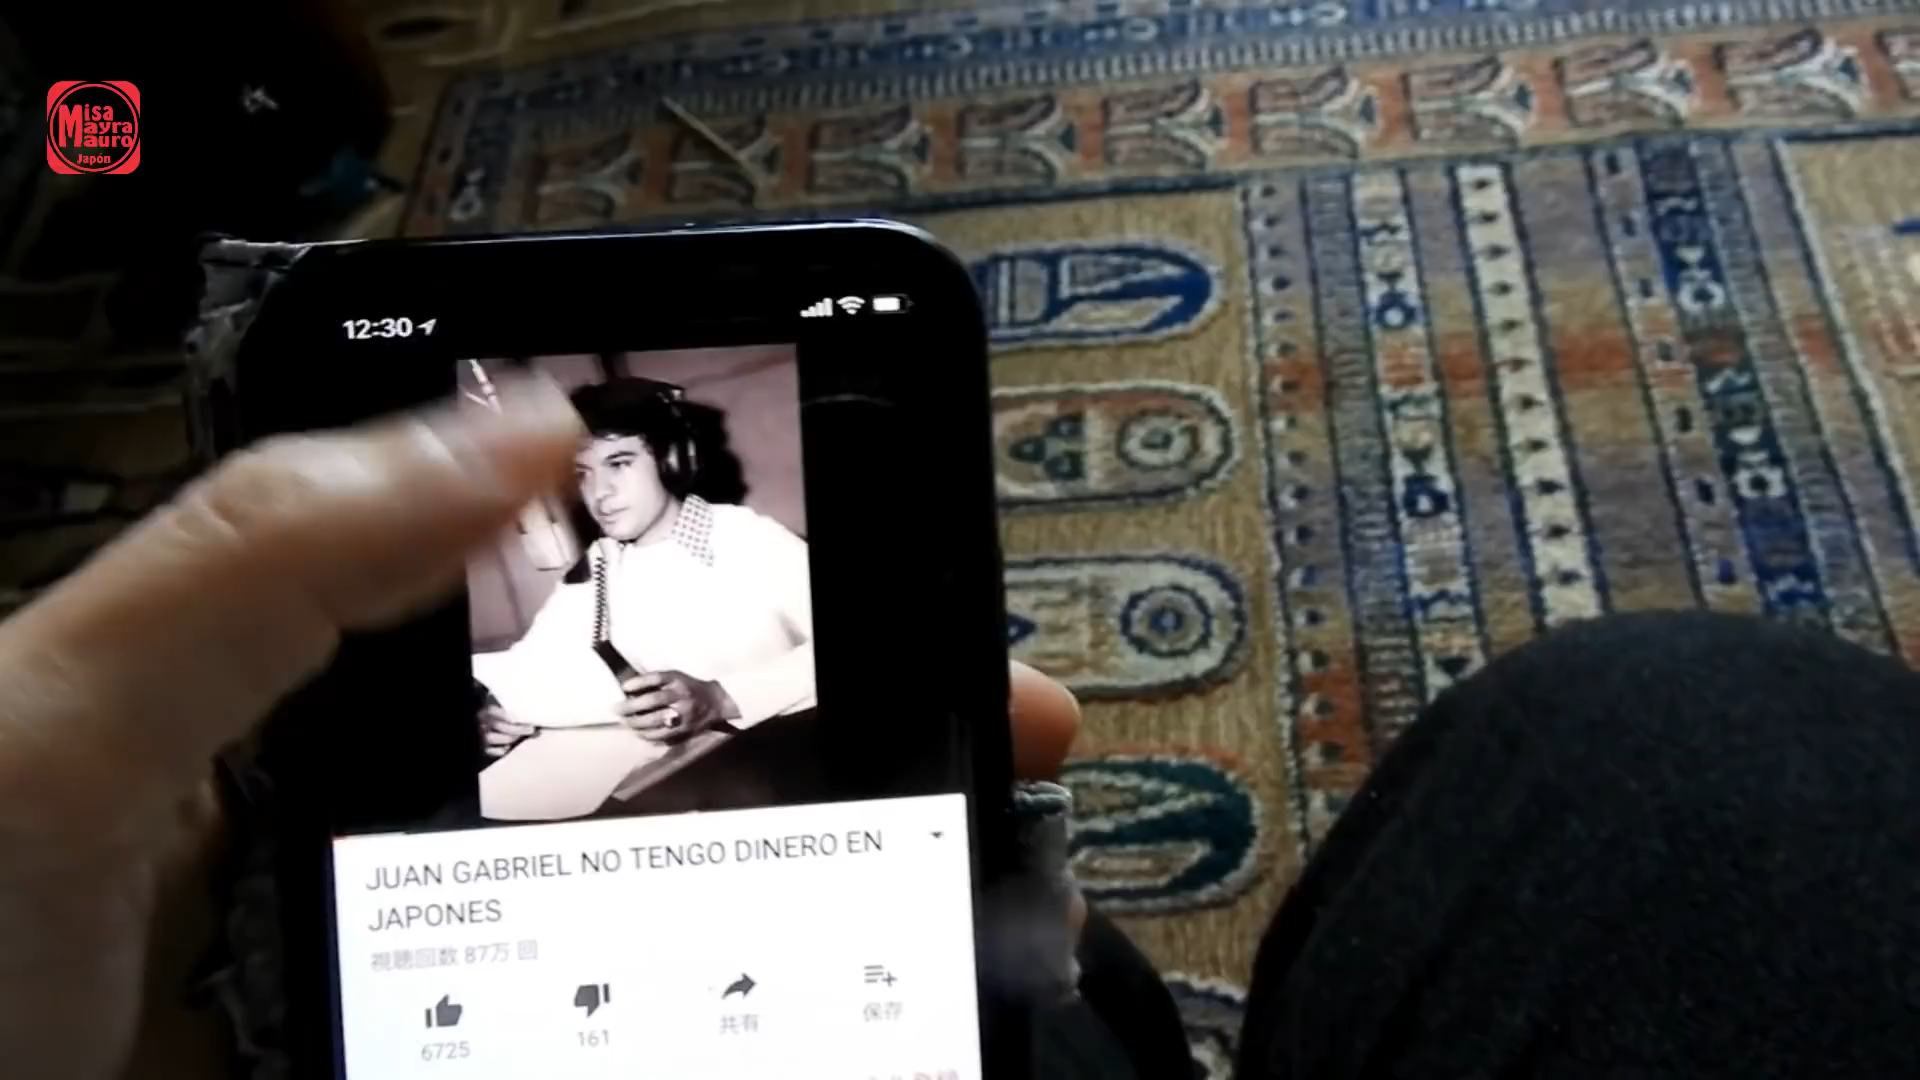 Misa
Mayra
Mauro
Japón
12:30
JUAN GABRIEL NO TENGO DINERO EN
JAPONES
視聴回数 87万 回
6725
161
共有
保存